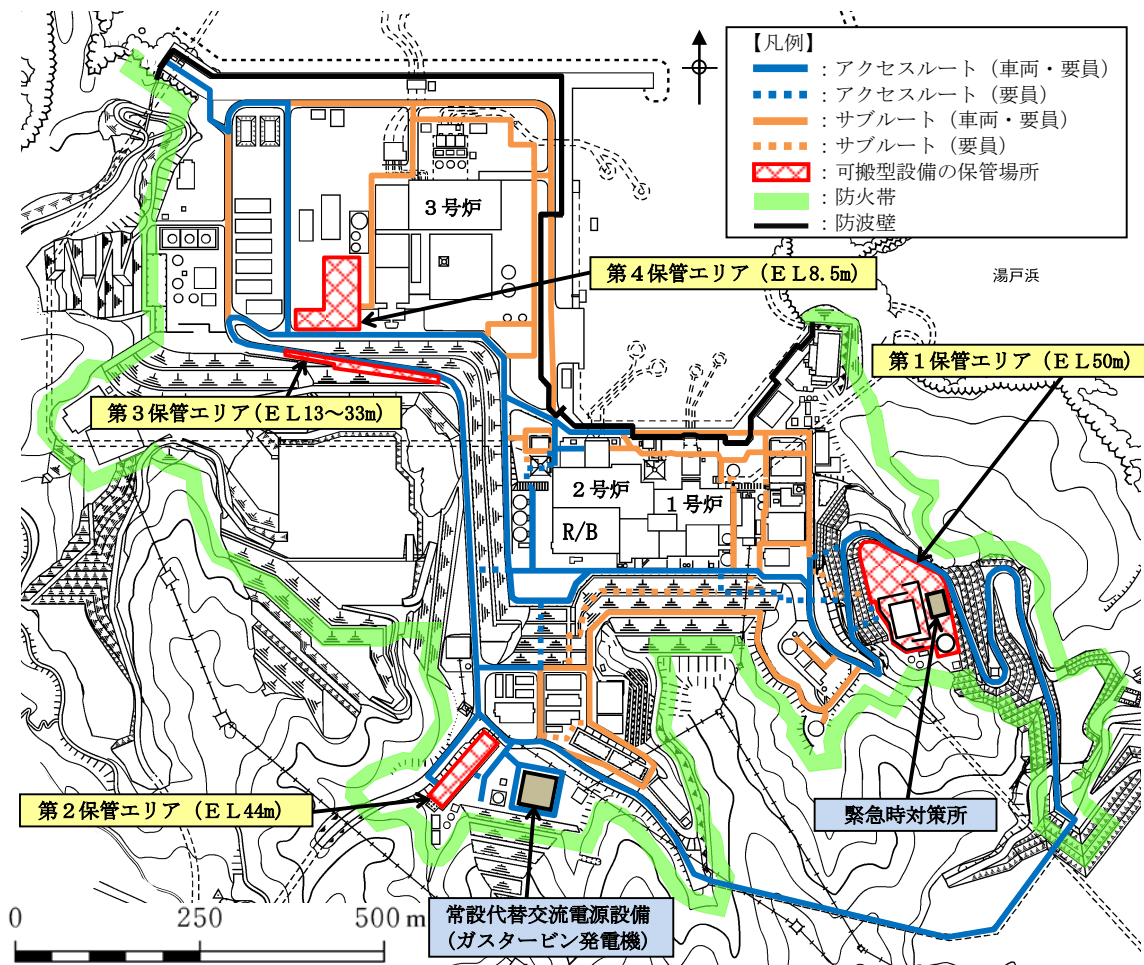 【凡例】
：アクセスルート（車両・要員）
：アクセスルート（要員）
：サブルート（車両・要員）
：サブルート（要員）
：可搬型設備の保管場所
：防火帯
：防波壁
3号炉
第4保管エリア（ＥＬ8.5m）
湯戸浜
第1保管エリア（ＥＬ50m）
第3保管エリア(ＥＬ13～33m)
2号炉
1号炉
R/B
第2保管エリア（ＥＬ44m）
緊急時対策所
常設代替交流電源設備
（ガスタービン発電機）
0 250 500 m